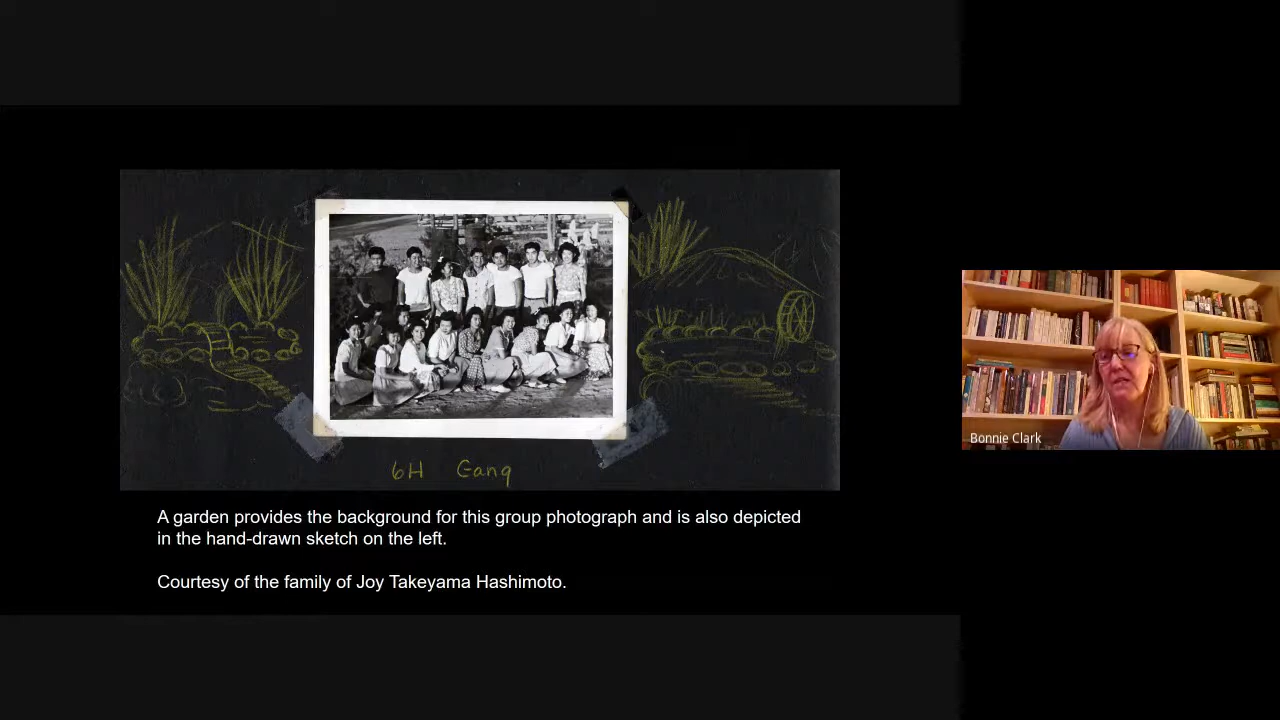 6H Gang
A garden provides the background for this group photograph and is also depicted
in the hand-drawn sketch on the left.
Courtesy of the family of Joy Takeyama Hashimoto.
Bonnie Clark